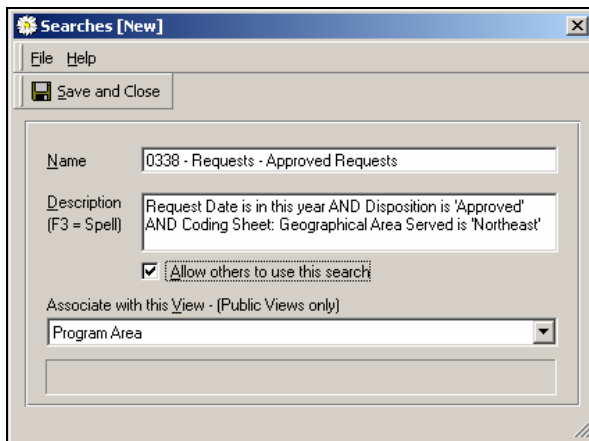 Searches [New]
File Help
Save and Close
Name 0338 - Requests - Approved Requests
Description Request Date is in this year AND Disposition is 'Approved'
(F3 = Spell) AND Coding Sheet: Geographical Area Served is 'Northeast'
Allow others to use this search
Associate with this View - (Public Views only)
Program Area